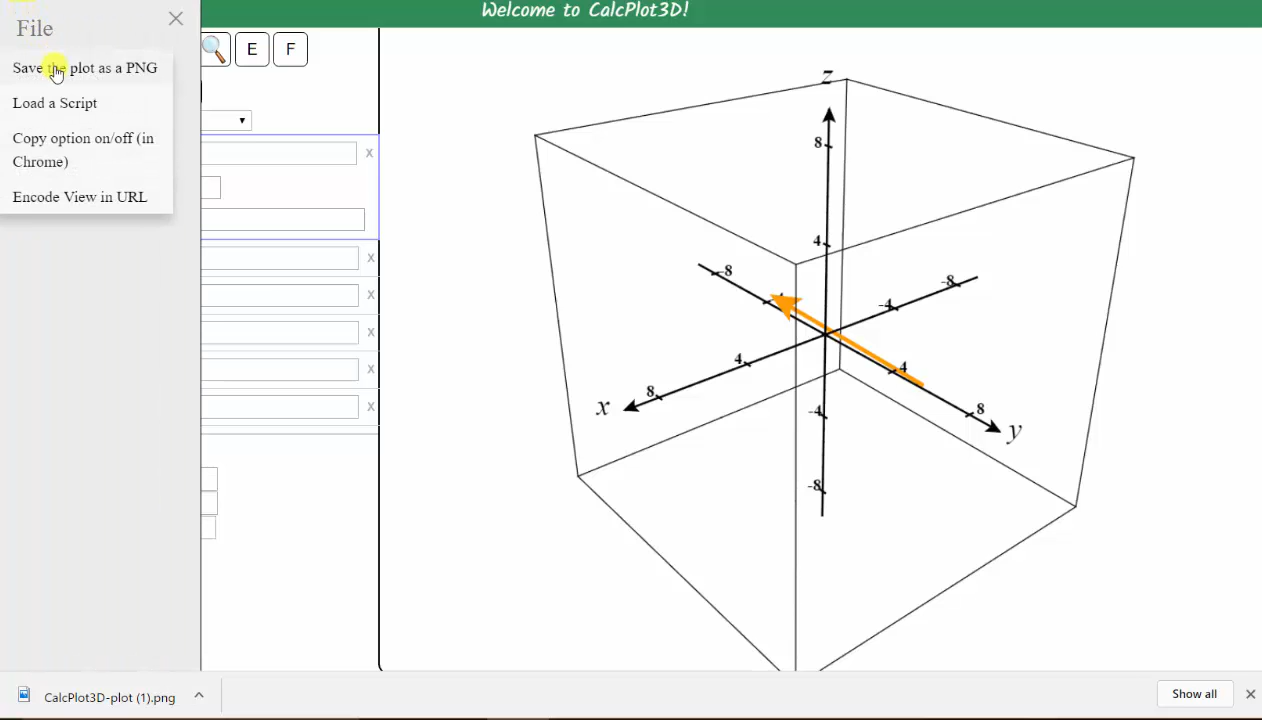 Welcome to CalcPlot3D!
File
Save the plot as a PNG
Load a Script
Copy option on/off (in
Chrome)
Encode View in URL
E F
x
x
x
x
x
x
z
8
4
-8
-8
-4
4
4
8
x
-4
8
y
-8
CalcPlot3D-plot (1).png
Show all